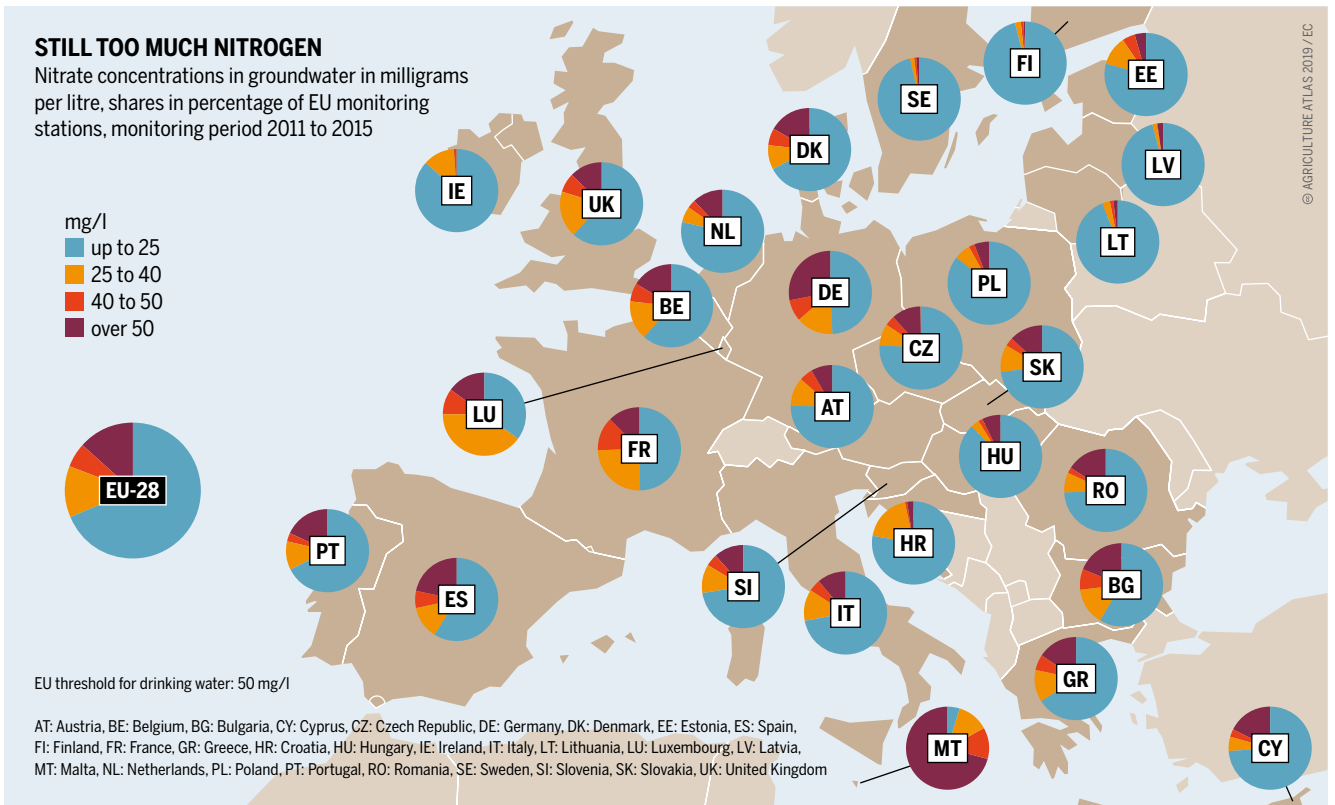 STILL TOO MUCH NITROGEN
Nitrate concentrations in groundwater in milligrams
per litre, shares in percentage of EU monitoring
stations, monitoring period 2011 to 2015
© AGRICULTURE ATLAS 2019 / EC
mg/l
up to 25
25 to 40
40 to 50
over 50
FI
EE
SE
DK
LV
IE
UK
NL
LT
PL
DE
BE
CZ
SK
AT
LU
FR
HU
EU-28
RO
HR
PT
SI
BG
ES
IT
GR
MT
CY
EU threshold for drinking water: 50 mg/l
AT: Austria, BE: Belgium, BG: Bulgaria, CY: Cyprus, CZ: Czech Republic, DE: Germany, DK: Denmark, EE: Estonia, ES: Spain,
FI: Finland, FR: France, GR: Greece, HR: Croatia, HU: Hungary, IE: Ireland, IT: Italy, LT: Lithuania, LU: Luxembourg, LV: Latvia,
MT: Malta, NL: Netherlands, PL: Poland, PT: Portugal, RO: Romania, SE: Sweden, SI: Slovenia, SK: Slovakia, UK: United Kingdom